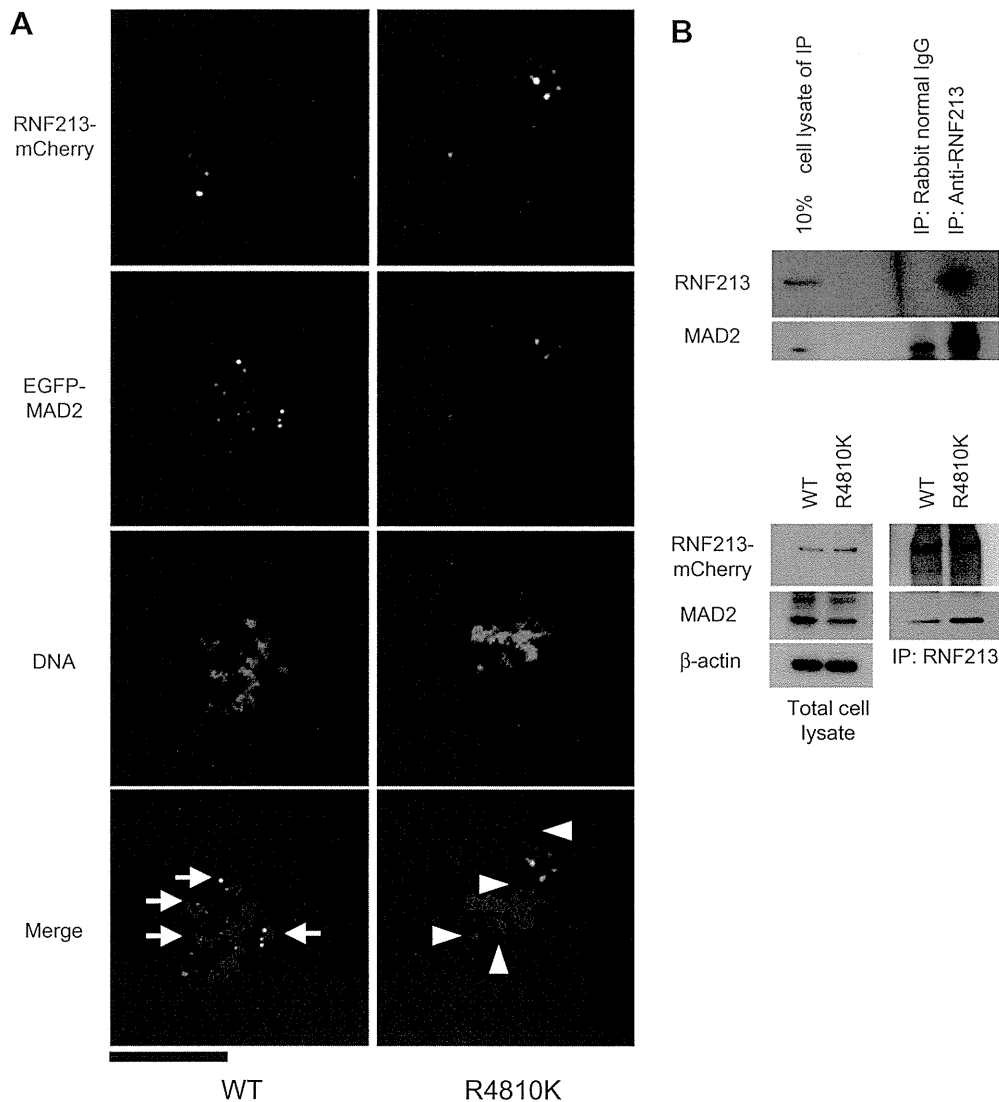 A
RNF213-
mCherry
EGFP-
MAD2
DNA
Merge
WT
R4810K
B
10% cell lysate of IP
IP: Rabbit normal IgG
IP: Anti-RNF213
RNF213
MAD2
WT
R4810K
WT
R4810K
RNF213-
mCherry
MAD2
β-actin
IP: RNF213
Total cell
lysate